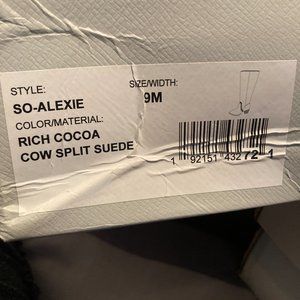 STYLE:
SO-ALEXIE
SIZE/WIDTH:
9M
COLOR/MATERIAL:
RICH COCOA
COW SPLIT SUEDE
1 92151 43272 1